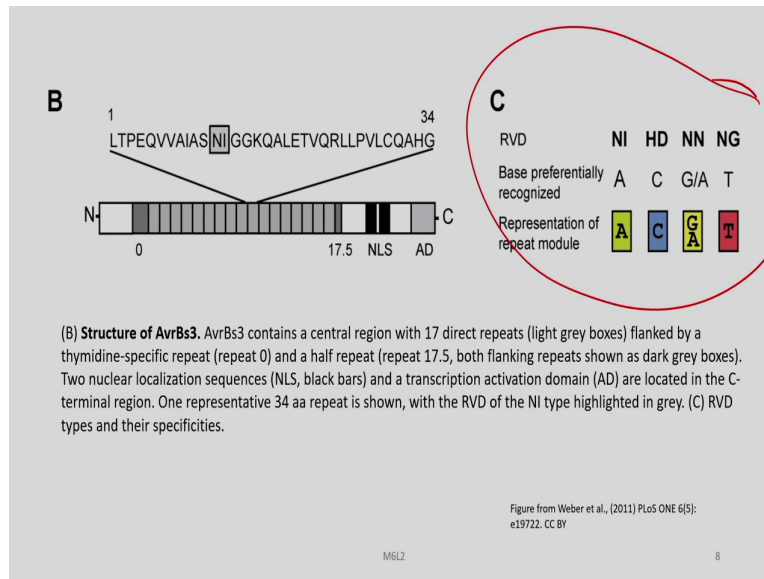 B
1
34
LTPEQVVAIAS NI GGKQALETVQRLLPVLCQAHG
N
C
0
17.5
NLS
AD
C
RVD NI HD NN NG
Base preferentially
recognized A C G/A T
Representation of
repeat module A C G A T
(B) Structure of AvrBs3. AvrBs3 contains a central region with 17 direct repeats (light grey boxes) flanked by a
thymidine-specific repeat (repeat 0) and a half repeat (repeat 17.5, both flanking repeats shown as dark grey boxes).
Two nuclear localization sequences (NLS, black bars) and a transcription activation domain (AD) are located in the C-
terminal region. One representative 34 aa repeat is shown, with the RVD of the NI type highlighted in grey. (C) RVD
types and their specificities.
Figure from Weber et al., (2011) PLoS ONE 6(5):
e19722. CC BY
M6L2
8